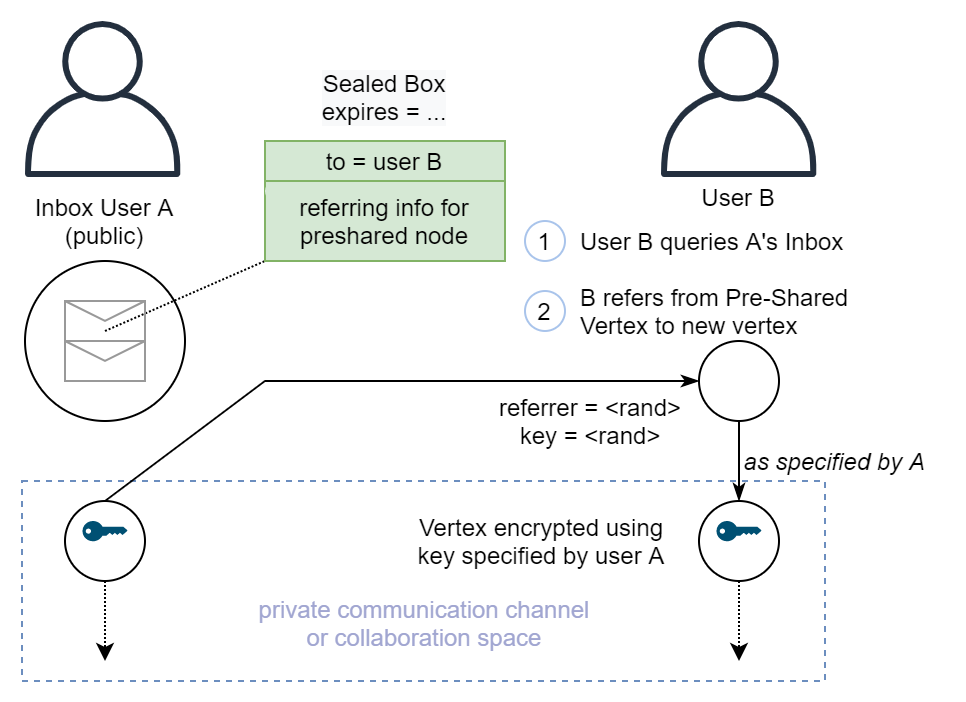 Sealed Box
expires = ...
to = user B
referring info for
preshared node
Inbox User A
(public)
User B
1
User B queries A's Inbox
2
B refers from Pre-Shared
Vertex to new vertex
referrer = <rand>
key = <rand>
as specified by A
Vertex encrypted using
key specified by user A
private communication channel
or collaboration space